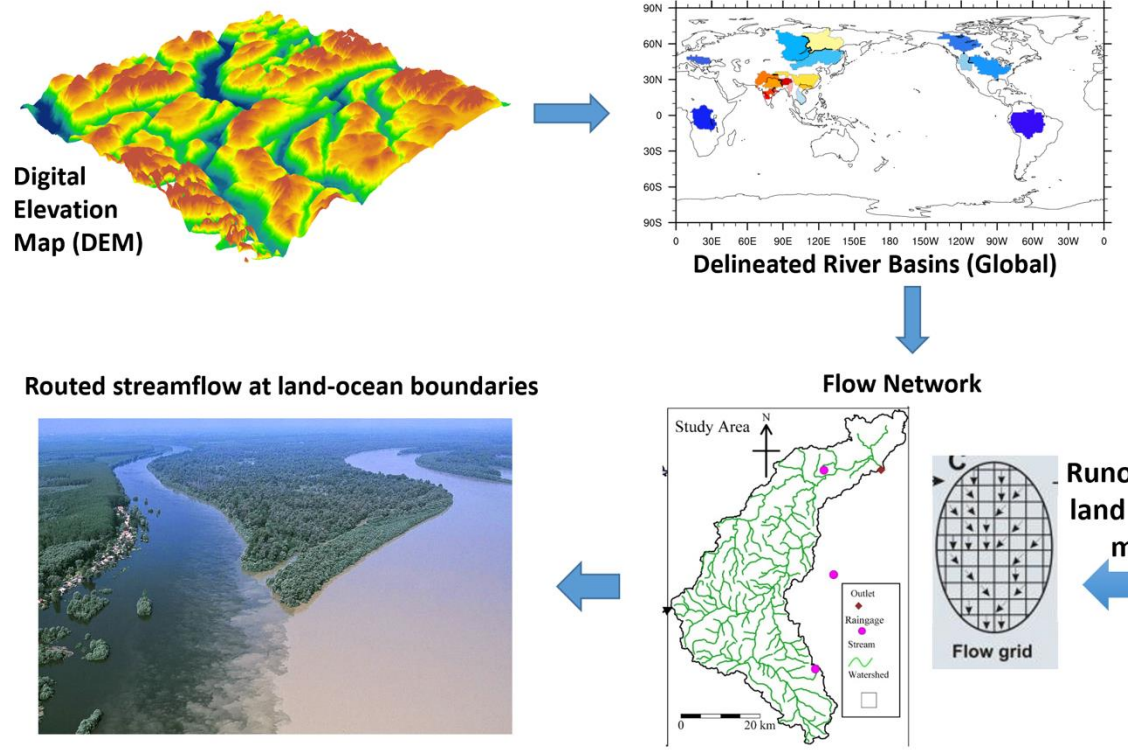 Digital
Elevation
Map (DEM)
90N
60N
30N
0
30S
60S
90S
0 30E 60E 90E 120E 150E 180 150W 120W 90W 60W 30W 0
Delineated River Basins (Global)
Flow Network
Routed streamflow at land-ocean boundaries
Study Area
N
Outlet
Raingage
Stream
Watershed
0 20 km
C
Flow grid
Runo
land
m